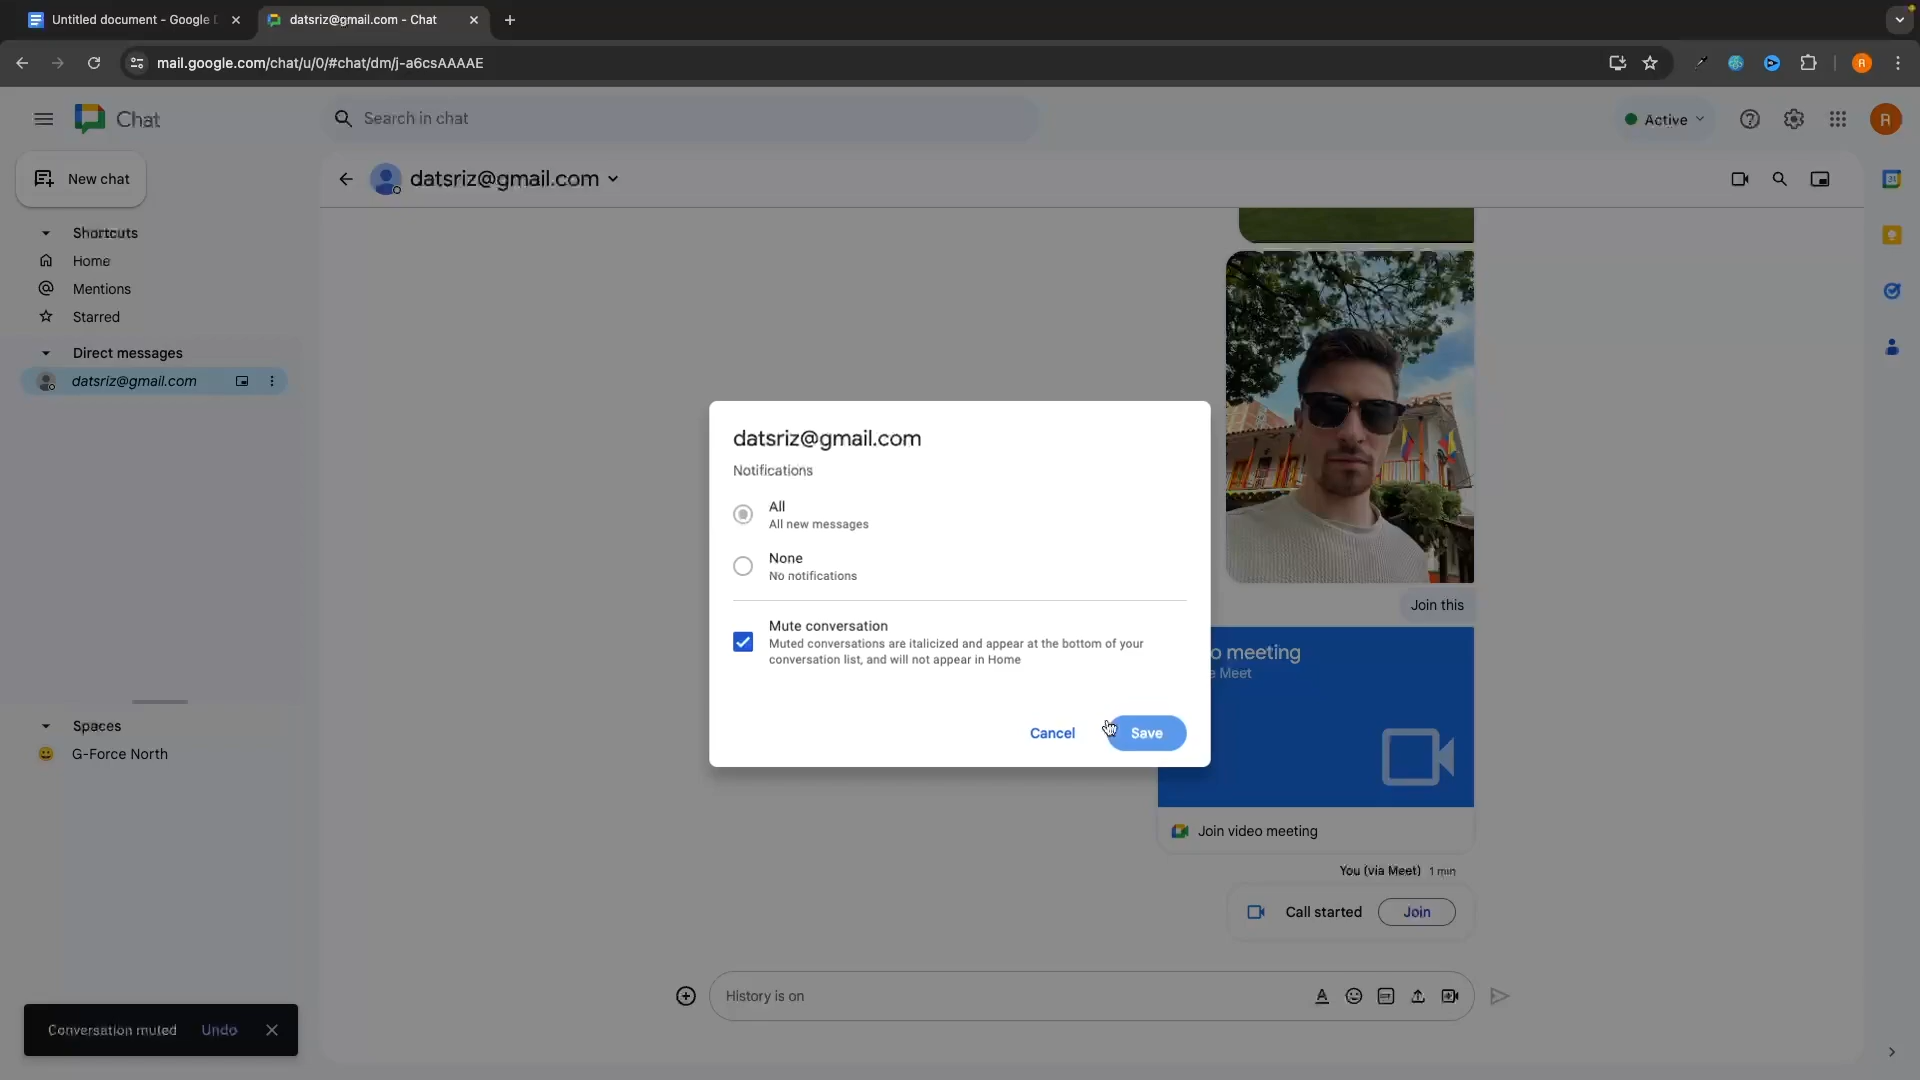 Untitled document - Google D
datsriz@gmail.com - Chat
mail.google.com/chat/u/0/#chat/dm/j-a6csAAAAE
R
Chat
Search in chat
Active
R
New chat
datsriz@gmail.com
Shortcuts
Home
Mentions
Starred
Direct messages
datsriz@gmail.com
datsriz@gmail.com
Notifications
All
All new messages
None
No notifications
Mute conversation
Muted conversations are italicized and appear at the bottom of your
conversation list, and will not appear in Home
Cancel
Save
Join this
o meeting
e Meet
Join video meeting
You (via Meet) 1 min
Call started
Join
Spaces
G-Force North
History is on
Conversation muted
Undo
31